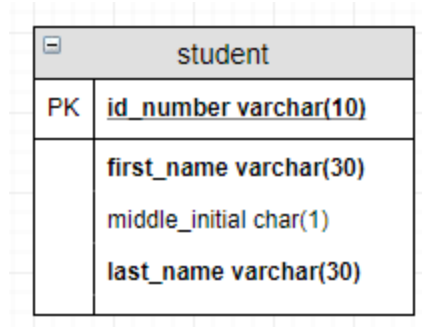 student
PK id_number varchar(10)
first_name varchar(30)
middle_initial char(1)
last_name varchar(30)